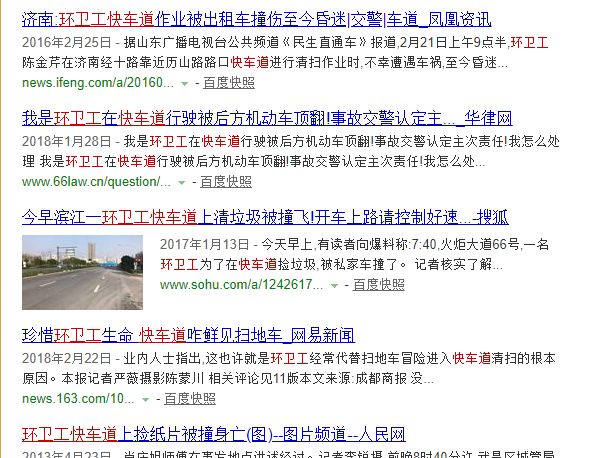 济南:环卫工快车道作业被出租车撞伤至今昏迷|交警|车道_凤凰资讯
2016年2月25日 - 据山东广播电视台公共频道《民生直通车》报道,2月21日上午9点半,环卫工
陈金芹在济南经十路靠近历山路路口快车道进行清扫作业时,不幸遭遇车祸,至今昏迷...
news.ifeng.com/a/20160... - 百度快照
我是环卫工在快车道行驶被后方机动车顶翻!事故交警认定主..._华律网
2018年1月28日 - 我是环卫工在快车道行驶被后方机动车顶翻!事故交警认定主次责任!我怎么处
理 我是环卫工在快车道行驶被后方机动车顶翻!事故交警认定主次责任!我怎么处...
www.66law.cn/question/... - 百度快照
今早滨江一环卫工快车道上清垃圾被撞飞!开车上路请控制好速...-搜狐
2017年1月13日 - 今天早上,有读者向爆料称:7:40,火炬大道66号,一名
环卫工为了在快车道捡垃圾,被私家车撞了。 记者核实了解...
www.sohu.com/a/1242617... - 百度快照
珍惜环卫工生命 快车道咋鲜见扫地车_网易新闻
2018年2月22日 - 业内人士指出,这也许就是环卫工经常代替扫地车冒险进入快车道清扫的根本
原因。本报记者严薇摄影陈蒙川 相关评论见11版本文来源:成都商报 没...
news.163.com/10... - 百度快照
环卫工快车道上捡纸片被撞身亡(图)--图片频道--人民网